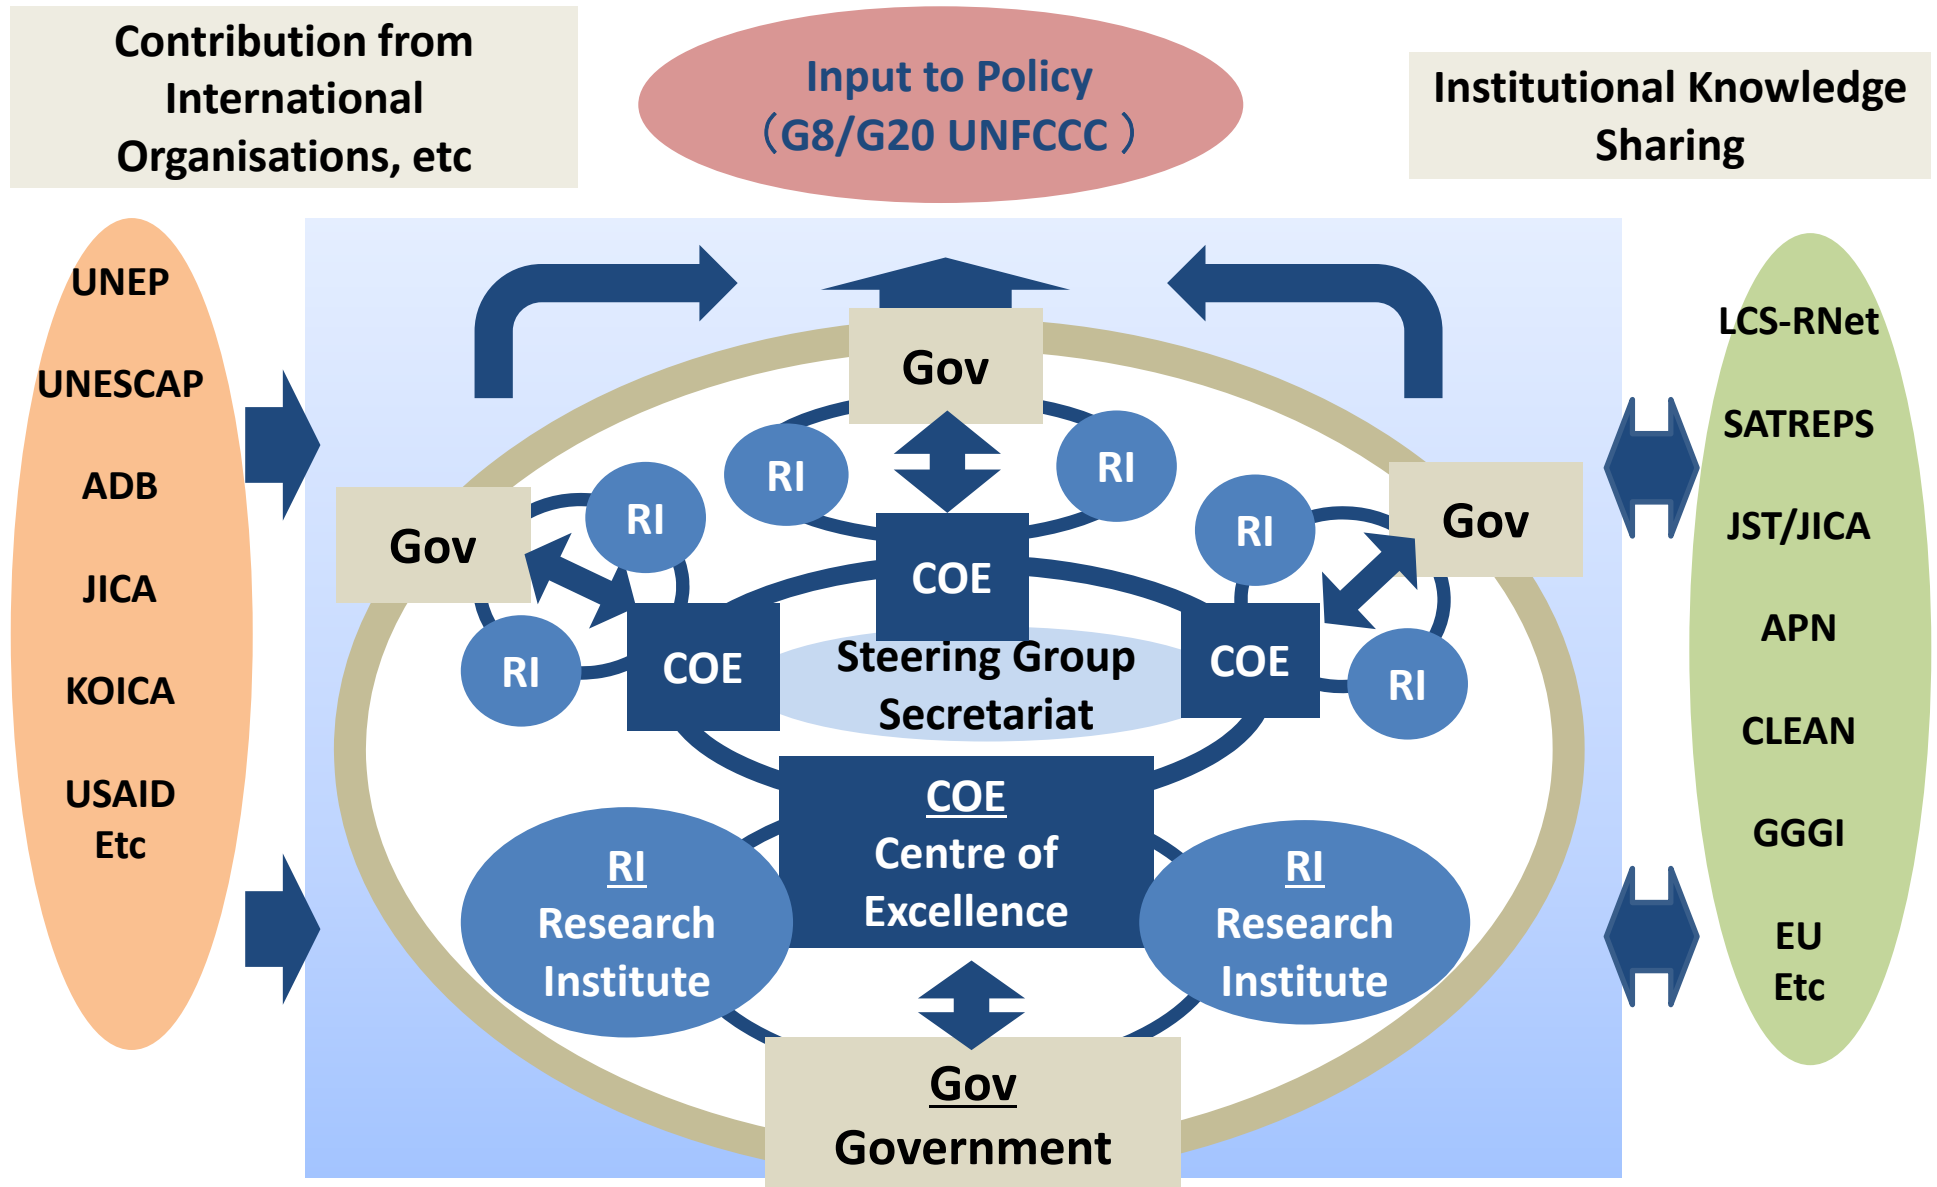 Contribution from
International
Organisations, etc
Input to Policy
（G8/G20 UNFCCC ）
Institutional Knowledge
Sharing
UNEP
UNESCAP
ADB
JICA
KOICA
USAID
Etc
Gov
RI
RI
COE
Gov
RI
RI
COE
Gov
RI
RI
COE
Steering Group
Secretariat
COE
Centre of
Excellence
RI
Research
Institute
RI
Research
Institute
Gov
Government
LCS-RNet
SATREPS
JST/JICA
APN
CLEAN
GGGI
EU
Etc